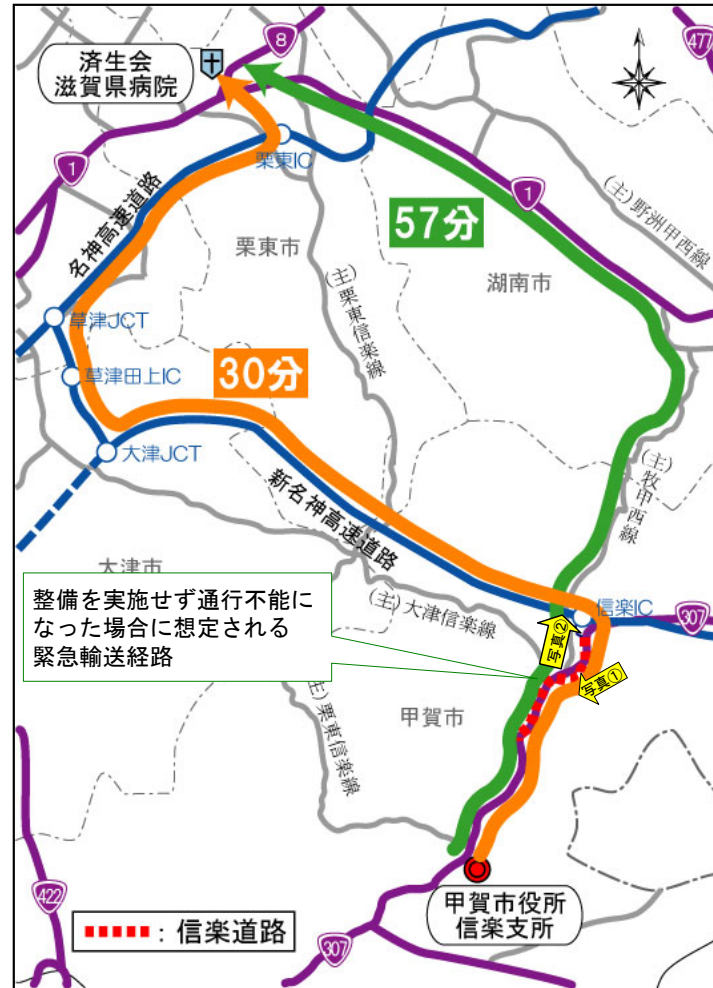 済生会
滋賀県病院
8
477
1
栗東IC
名神高速道路
57分
1
(主)野洲甲西線
栗東市
湖南市
(主)栗東信楽線
草津JCT
30分
草津田上IC
大津JCT
(主)牧甲西線
新名神高速道路
大津市
整備を実施せず通行不能に
なった場合に想定される
緊急輸送経路
(主)大津信楽線
信楽IC
307
写真②
写真①
(主)栗東信楽線
甲賀市
422
甲賀市役所
信楽支所
:信楽道路
307